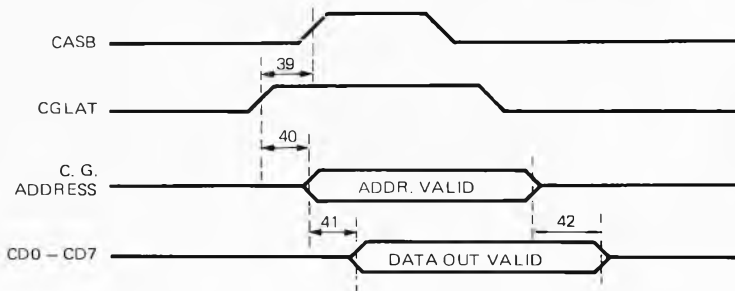 CASB
39
CGLAT
40
C. G.
ADDRESS
ADDR. VALID
41
42
CD0 – CD7
DATA OUT VALID